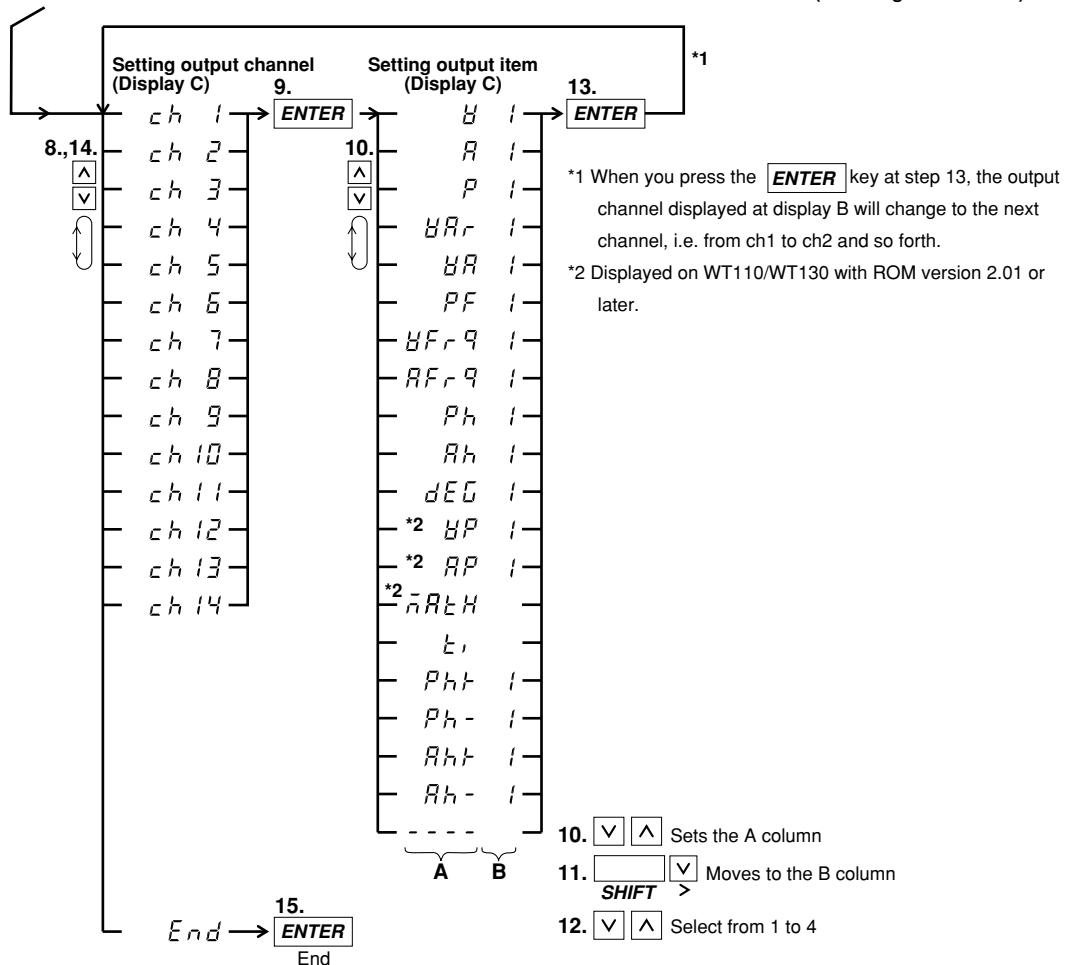 Setting output channel
(Display C)
9.
ENTER
Setting output item
(Display C)
13.
ENTER
*1
8.,14.
ch 1
ch 2
ch 3
ch 4
ch 5
ch 6
ch 7
ch 8
ch 9
ch 10
ch 11
ch 12
ch 13
ch 14
10.
V 1
A 1
P 1
VAr 1
VA 1
PF 1
VFrq 1
AFrq 1
Ph 1
Ah 1
dEG 1
*2 VP 1
*2 AP 1
*2 MAtH
ti
Ph+ 1
Ph- 1
Ah+ 1
Ah- 1
----
A B
*1 When you press the ENTER key at step 13, the output
channel displayed at display B will change to the next
channel, i.e. from ch1 to ch2 and so forth.
*2 Displayed on WT110/WT130 with ROM version 2.01 or
later.
10. ∨ ∧ Sets the A column
11. ∨ Moves to the B column
SHIFT >
12. ∨ ∧ Select from 1 to 4
End
15.
ENTER
End